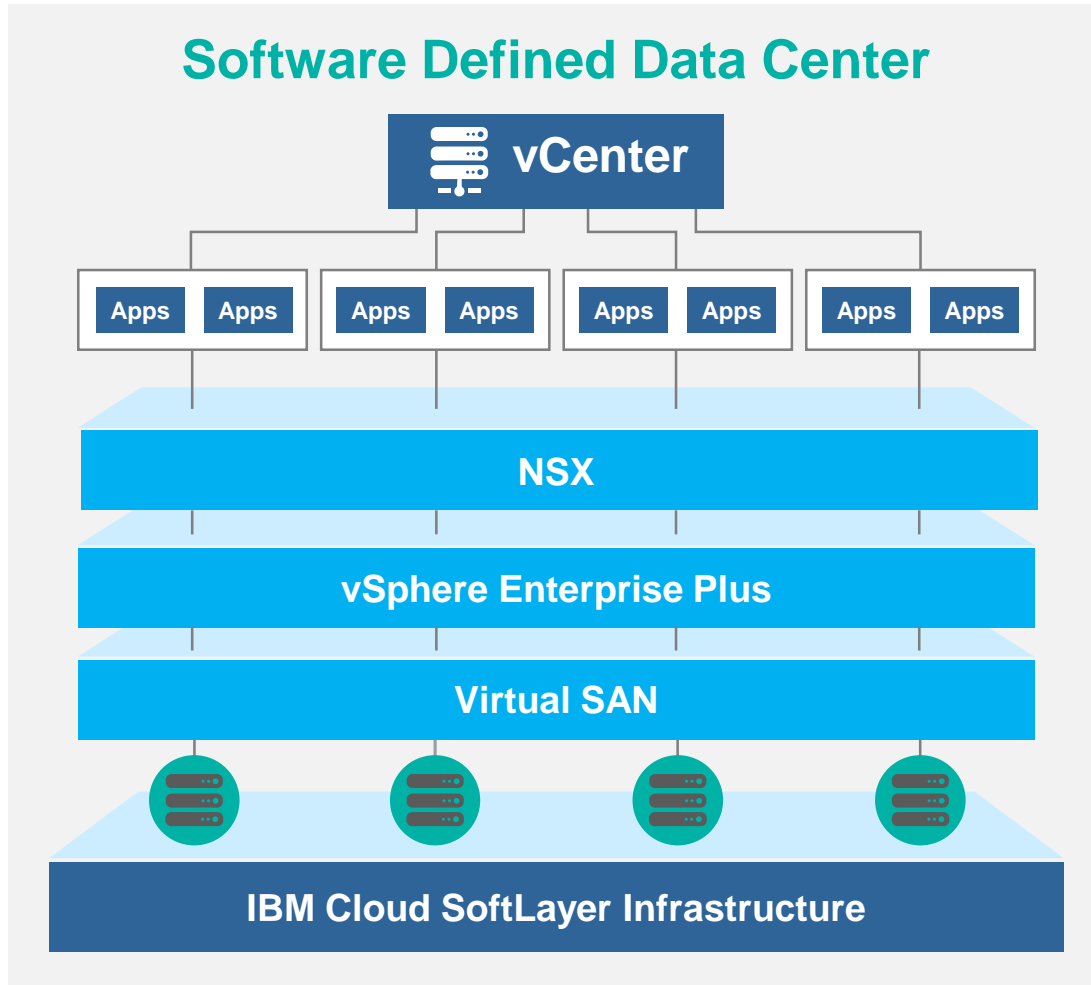 Software Defined Data Center
vCenter
Apps Apps Apps Apps Apps Apps Apps Apps
NSX
vSphere Enterprise Plus
Virtual SAN
IBM Cloud SoftLayer Infrastructure